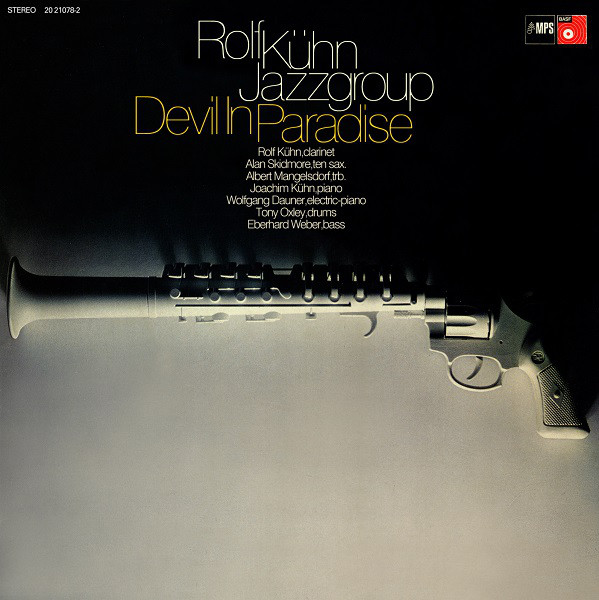 STEREO 20 21078-2
MPS
BASF
Rolf Kühn
Jazzgroup
Devil In Paradise
Rolf Kühn,clarinet
Alan Skidmore,ten sax.
Albert Mangelsdorf,trb.
Joachim Kühn,piano
Wolfgang Dauner,electric-piano
Tony Oxley,drums
Eberhard Weber,bass